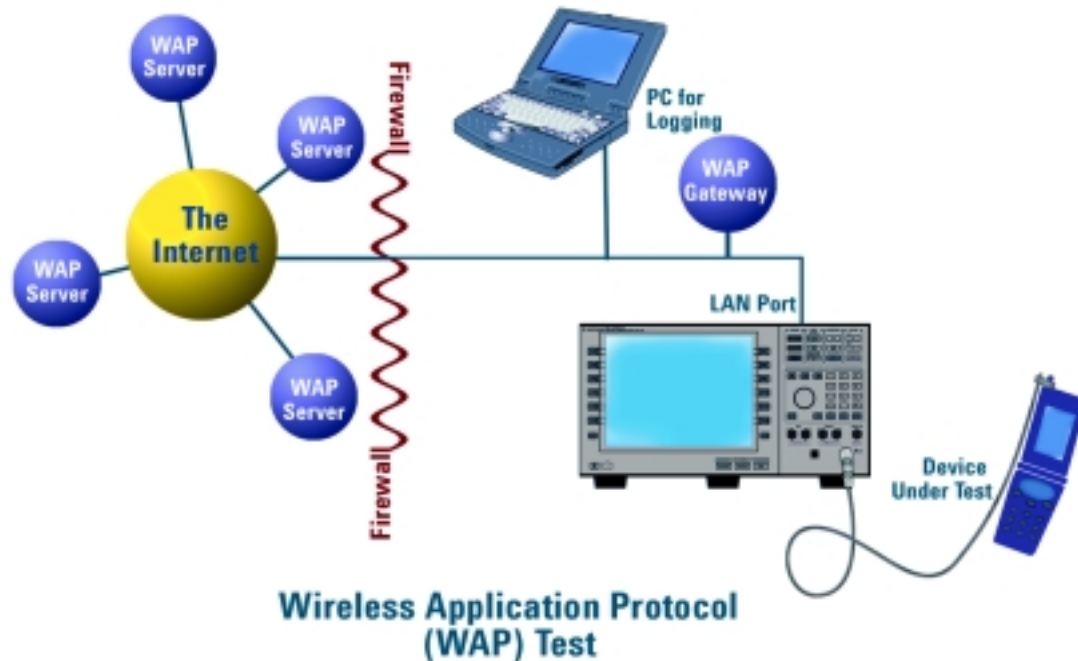 WAP
Server
WAP
Server
The
Internet
WAP
Server
WAP
Server
Firewall
Firewall
PC for
Logging
WAP
Gateway
LAN Port
Device
Under Test
Wireless Application Protocol
(WAP) Test